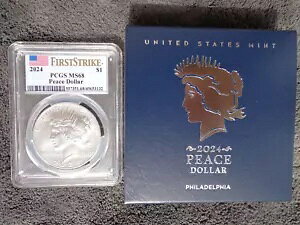 FIRSTSTRIKE
2024 $1
PCGS MS68
Peace Dollar
UNITED STATES MINT
2024
PEACE
DOLLAR
PHILADELPHIA